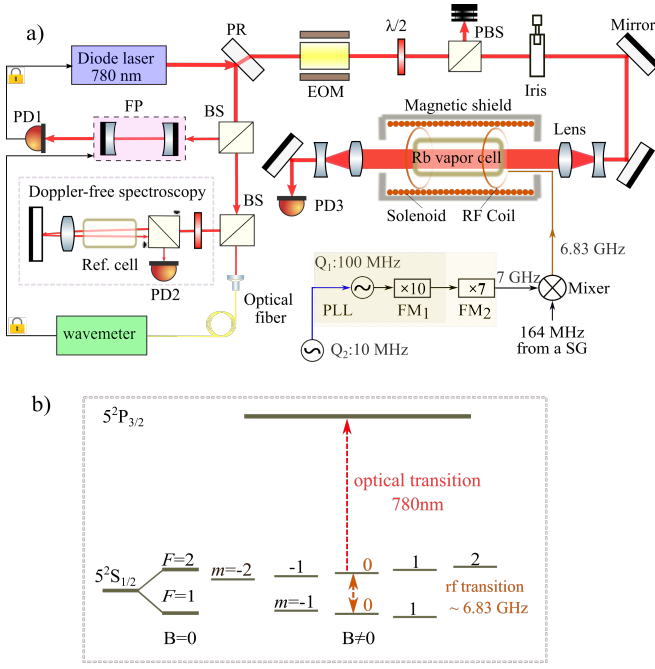 a)
Diode laser
780 nm
PR
EOM
λ/2
PBS
Iris
Mirror
PD1
FP
BS
Magnetic shield
Lens
Rb vapor cell
Solenoid
RF Coil
PD3
Doppler-free spectroscopy
BS
Ref. cell
PD2
Optical
fiber
wavemeter
6.83 GHz
Q₁:100 MHz
×10
×7
7 GHz
Mixer
PLL
FM₁
FM₂
Q₂:10 MHz
164 MHz
from a SG
b)
5²P₃/₂
optical transition
780nm
5²S₁/₂
F=2
m=-2
-1
0
1
2
F=1
m=-1
0
1
rf transition
~ 6.83 GHz
B=0
B≠0